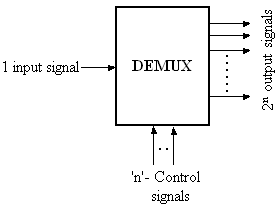 1 input signal
DEMUX
2ⁿ output signals
'n'- Control
signals